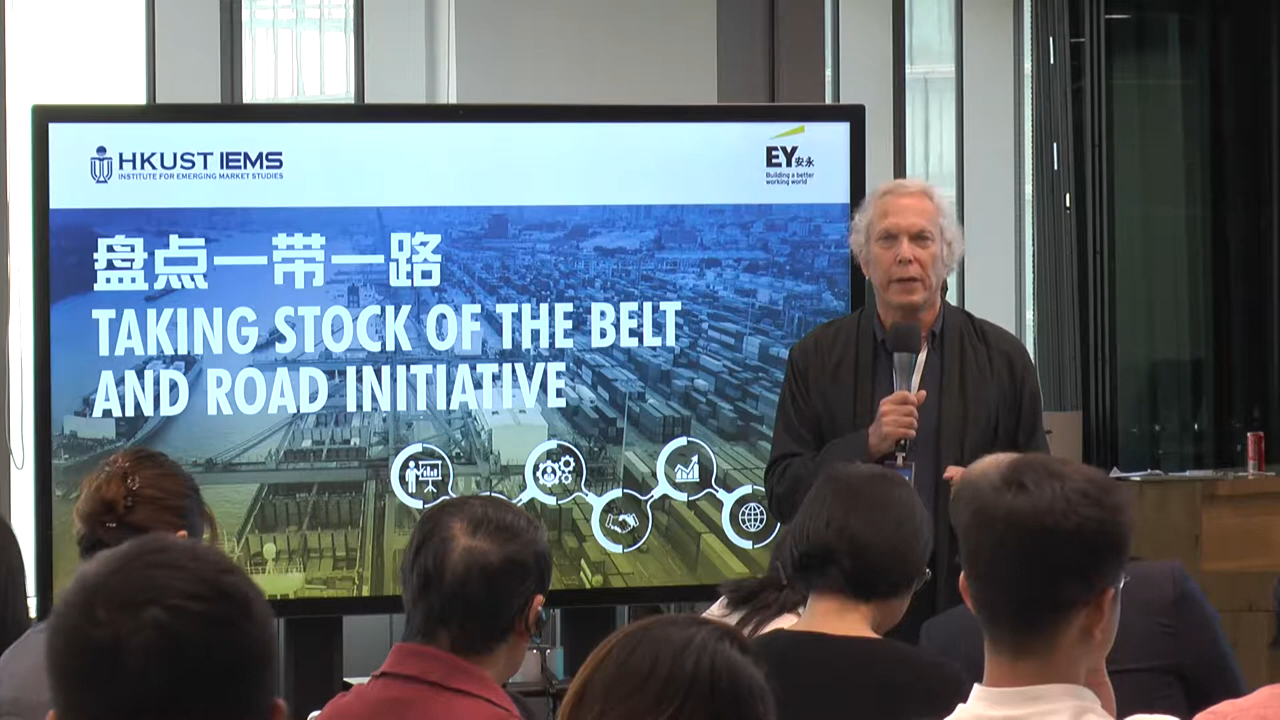 HKUST IEMS
INSTITUTE FOR EMERGING MARKET STUDIES
EY安永
Building a better
working world
盘点一带一路
TAKING STOCK OF THE BELT
AND ROAD INITIATIVE